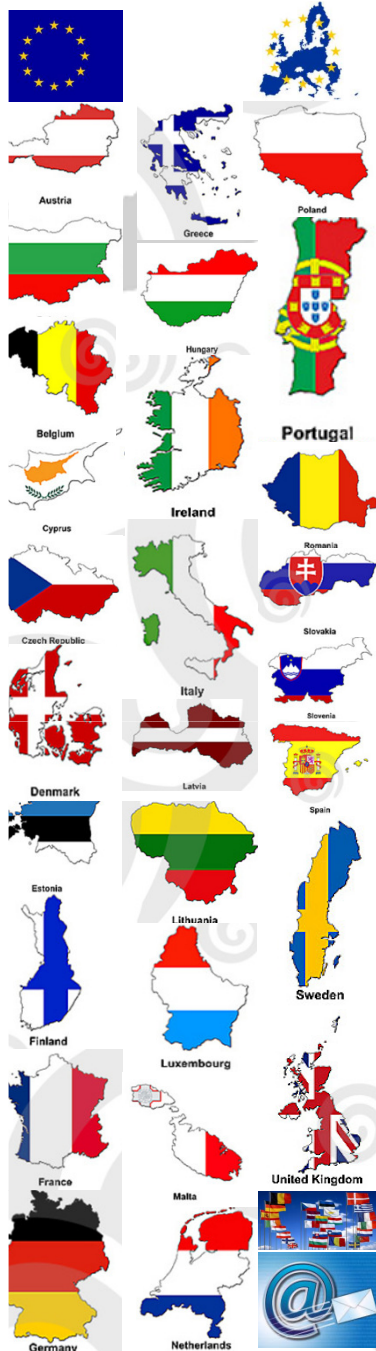 Austria
Greece
Poland
Hungary
Belgium
Portugal
Ireland
Cyprus
Romania
Czech Republic
Slovakia
Italy
Slovenia
Denmark
Latvia
Spain
Estonia
Lithuania
Finland
Sweden
Luxembourg
France
Malta
United Kingdom
Germany
Netherlands
@